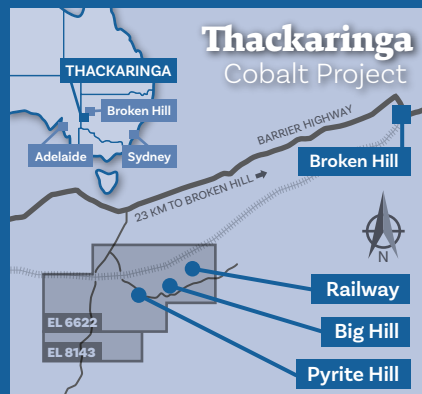 Thackaringa
Cobalt Project
THACKARINGA
Broken Hill
Adelaide
Sydney
BARRIER HIGHWAY
Broken Hill
23 KM TO BROKEN HILL
N
Railway
EL 6622
Big Hill
EL 8143
Pyrite Hill